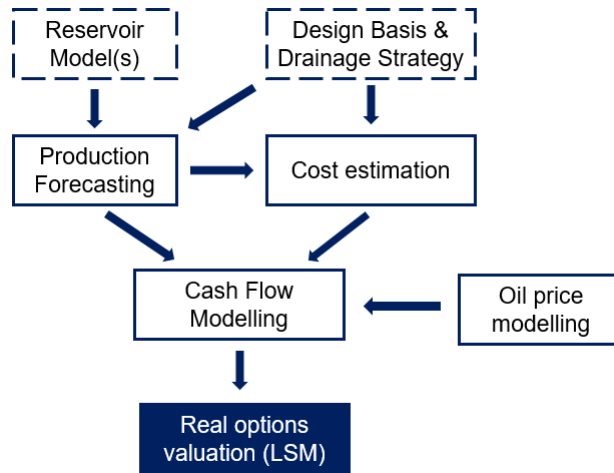 Reservoir
Model(s)
Design Basis &
Drainage Strategy
Production
Forecasting
Cost estimation
Cash Flow
Modelling
Oil price
modelling
Real options
valuation (LSM)